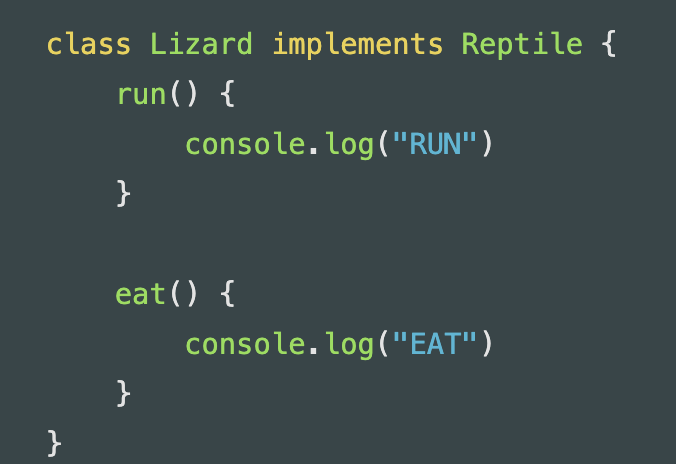 class Lizard implements Reptile {
    run() {
        console.log("RUN")
    }

    eat() {
        console.log("EAT")
    }
}